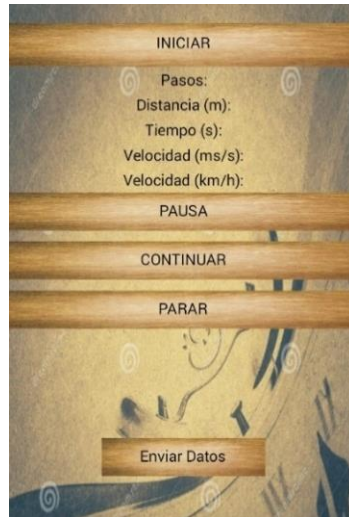 INICIAR
Pasos:
Distancia (m):
Tiempo (s):
Velocidad (ms/s):
Velocidad (km/h):
PAUSA
CONTINUAR
PARAR
Enviar Datos